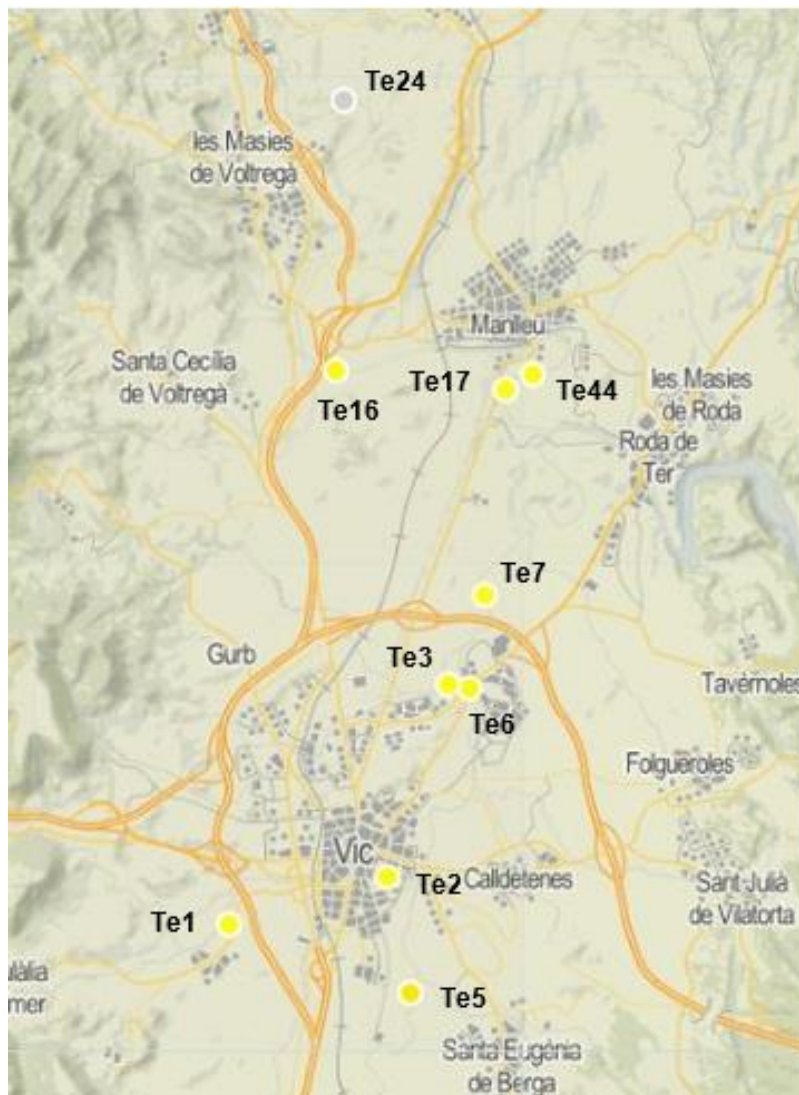 Te24
les Masies
de Voltregà
Manlleu
Santa Cecília
de Voltregà
Te17
Te16
Te44
les Masies
de Roda
Roda de
Ter
Te7
Gurb
Te3
Tavèrnoles
Te6
Folgueroles
Vic
Te2
Calldetenes
Sant Julià
de Vilatorta
Te1
Te5
Santa Eugènia
de Berga